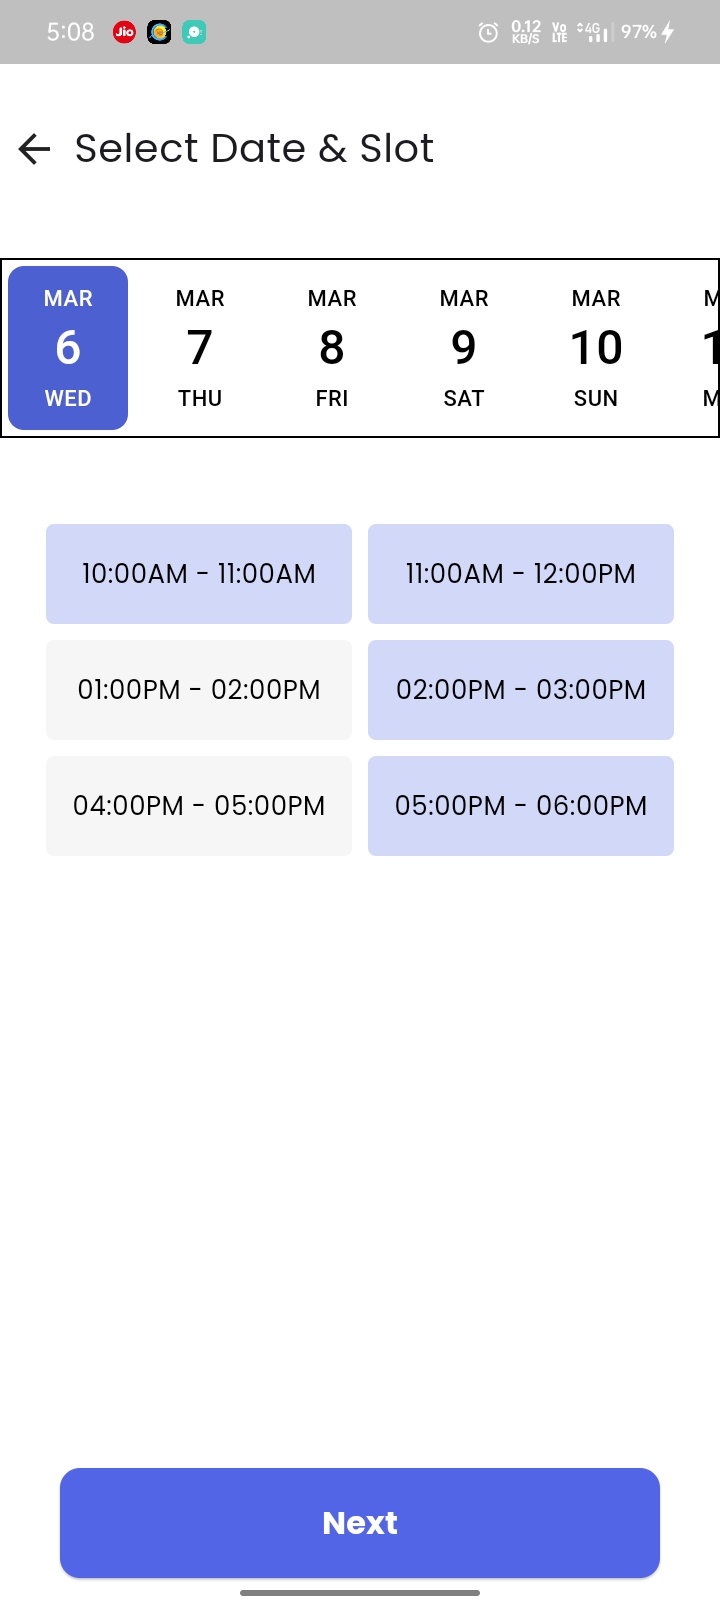 5:08 Jio 0.12 KB/S Vo LTE 4G 97%
Select Date & Slot
MAR MAR MAR MAR MAR
6 7 8 9 10
WED THU FRI SAT SUN
10:00AM - 11:00AM 11:00AM - 12:00PM
01:00PM - 02:00PM 02:00PM - 03:00PM
04:00PM - 05:00PM 05:00PM - 06:00PM
Next